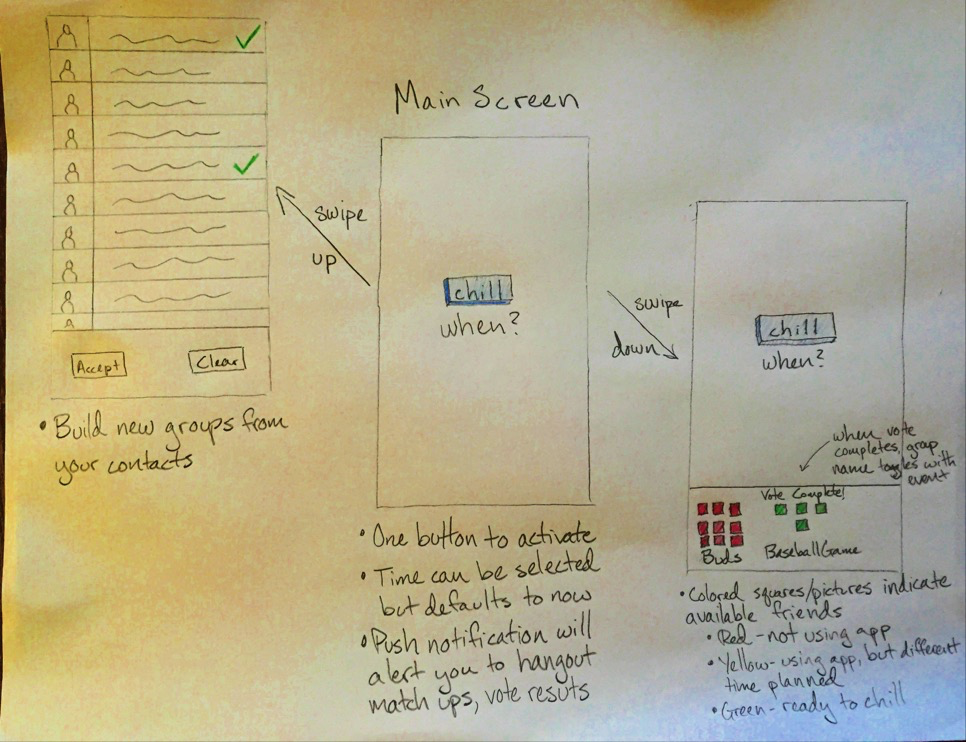 Main Screen
swipe
up
Accept
Clear
• Build new groups from
your contacts
chill
when?
• One button to activate
• Time can be selected
but defaults to now
• Push notification will
alert you to hangout
match ups, vote resuts
swipe
down
chill
when?
when vote
completes, group
name toggles with
event
Vote Complete!
Buds
Baseball Game
• Colored squares/pictures indicate
available friends
• Red - not using app
• Yellow - using app, but different
time planned
• Green - ready to chill